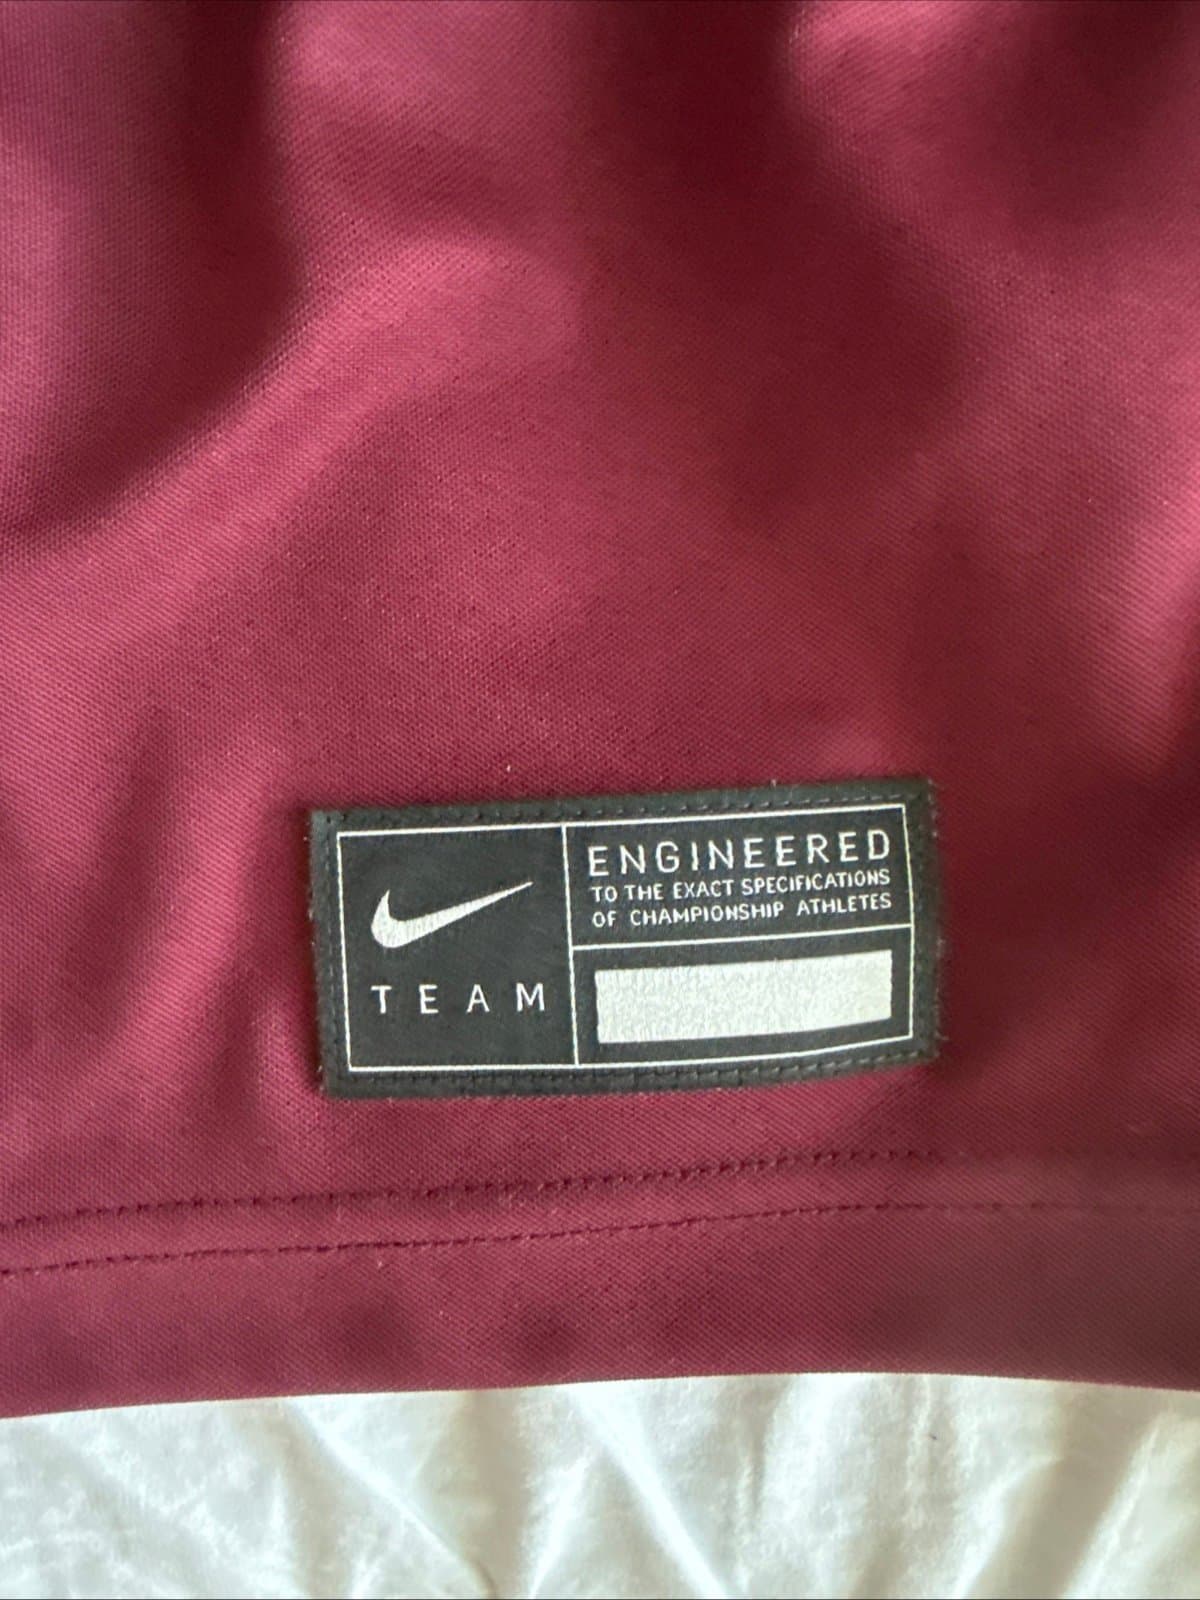 TEAM
ENGINEERED
TO THE EXACT SPECIFICATIONS
OF CHAMPIONSHIP ATHLETES